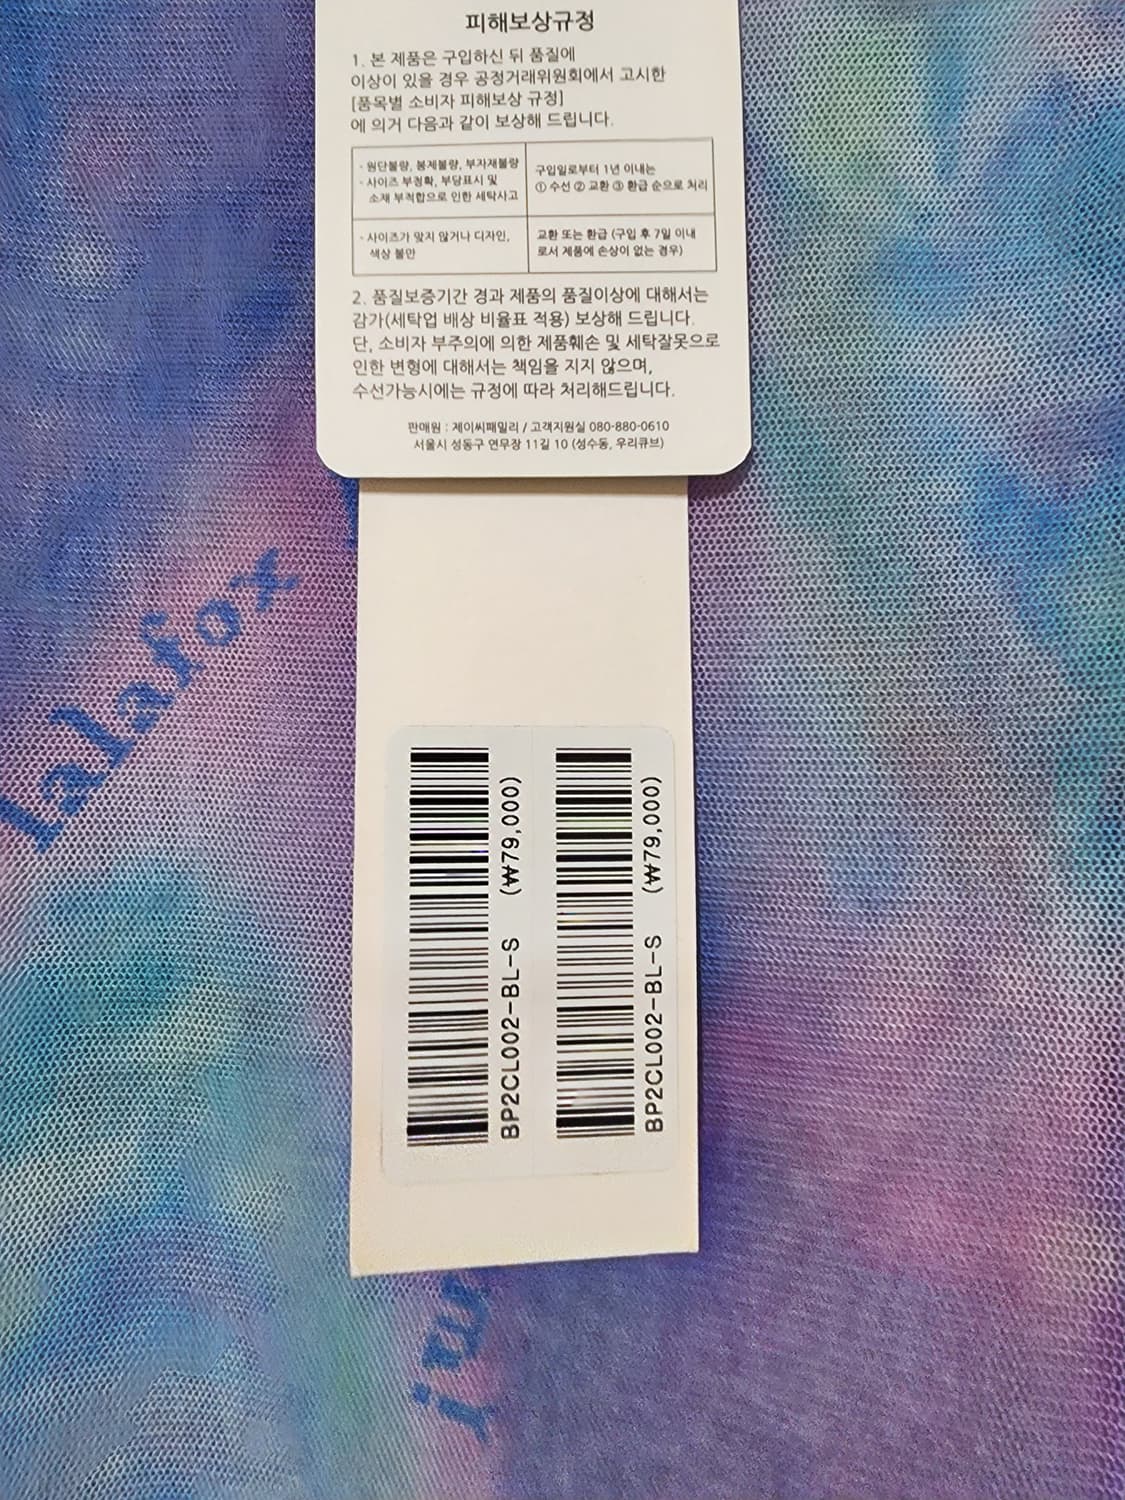 피해보상규정
1. 본 제품은 구입하신 뒤 품질에
이상이 있을 경우 공정거래위원회에서 고시한
[품목별 소비자 피해보상 규정]
에 의거 다음과 같이 보상해 드립니다.
· 원단불량, 봉제불량, 부자재불량
· 사이즈 부정확, 부당표시 및
소재 부적합으로 인한 세탁사고
구입일로부터 1년 이내는
① 수선 ② 교환 ③ 환급 순으로 처리
· 사이즈가 맞지 않거나 디자인,
색상 불만
교환 또는 환급 (구입 후 7일 이내
로서 제품에 손상이 없는 경우)
2. 품질보증기간 경과 제품의 품질이상에 대해서는
감가(세탁업 배상 비율표 적용) 보상해 드립니다.
단, 소비자 부주의에 의한 제품훼손 및 세탁잘못으로
인한 변형에 대해서는 책임을 지지 않으며,
수선가능시에는 규정에 따라 처리해드립니다.
판매원 : 제이씨패밀리 / 고객지원실 080-880-0610
서울시 성동구 연무장 11길 10 (성수동, 우리큐브)
lalafox
BP2CL002-BL-S (₩79,000)
BP2CL002-BL-S (₩79,000)